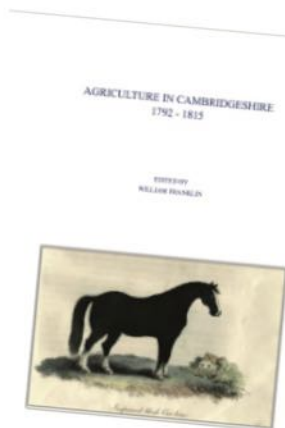 AGRICULTURE IN CAMBRIDGESHIRE
1792 - 1815
EDITED BY
WILLIAM FRANKLIN